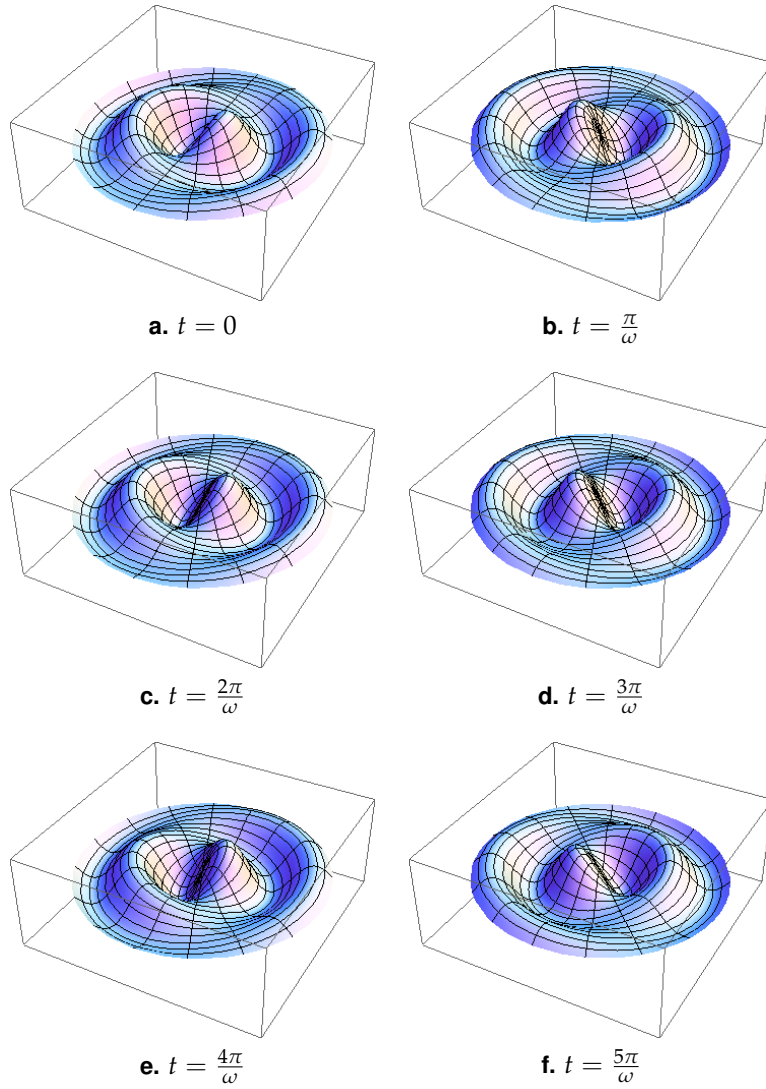 a. t = 0
b. t = π/ω
c. t = 2π/ω
d. t = 3π/ω
e. t = 4π/ω
f. t = 5π/ω